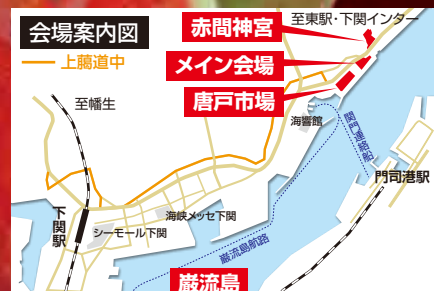 会場案内図
上臈道中
至幡生
赤間神宮
至東駅・下関インター
メイン会場
唐戸市場
海響館
関門連絡船
門司港駅
下関駅
海峡メッセ下関
シーモール下関
巌流島航路
巌流島